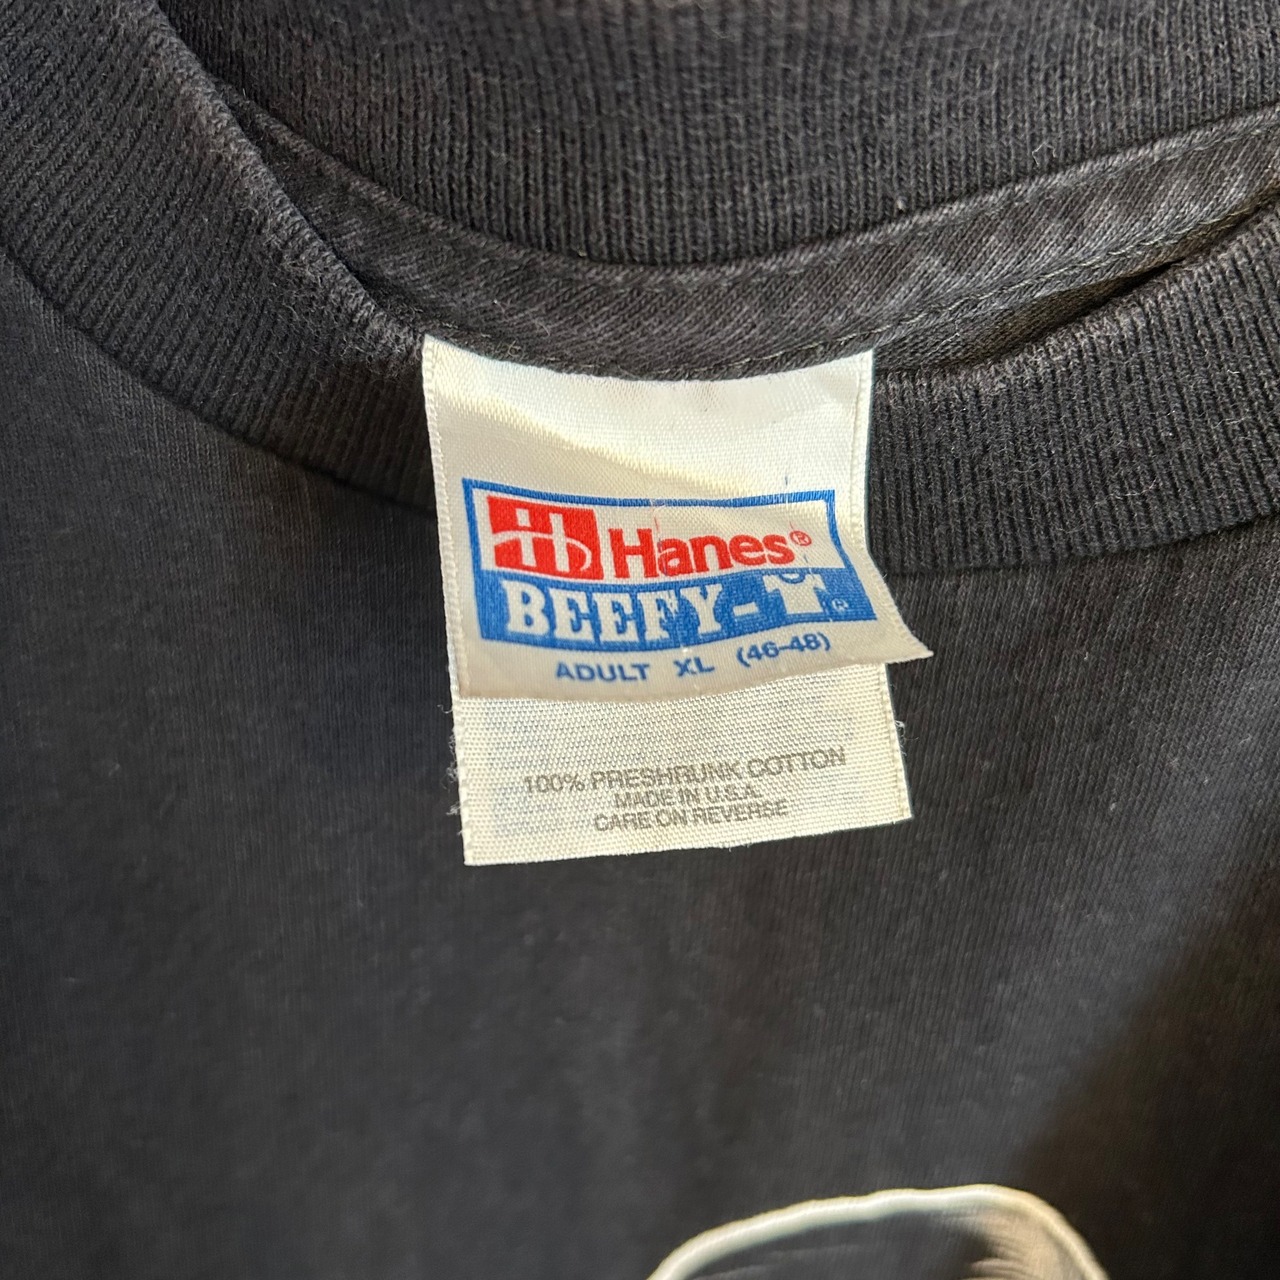 Hanes®
BEEFY-T®
ADULT XL (46-48)
100% PRESHRUNK COTTON
MADE IN U.S.A.
CARE ON REVERSE